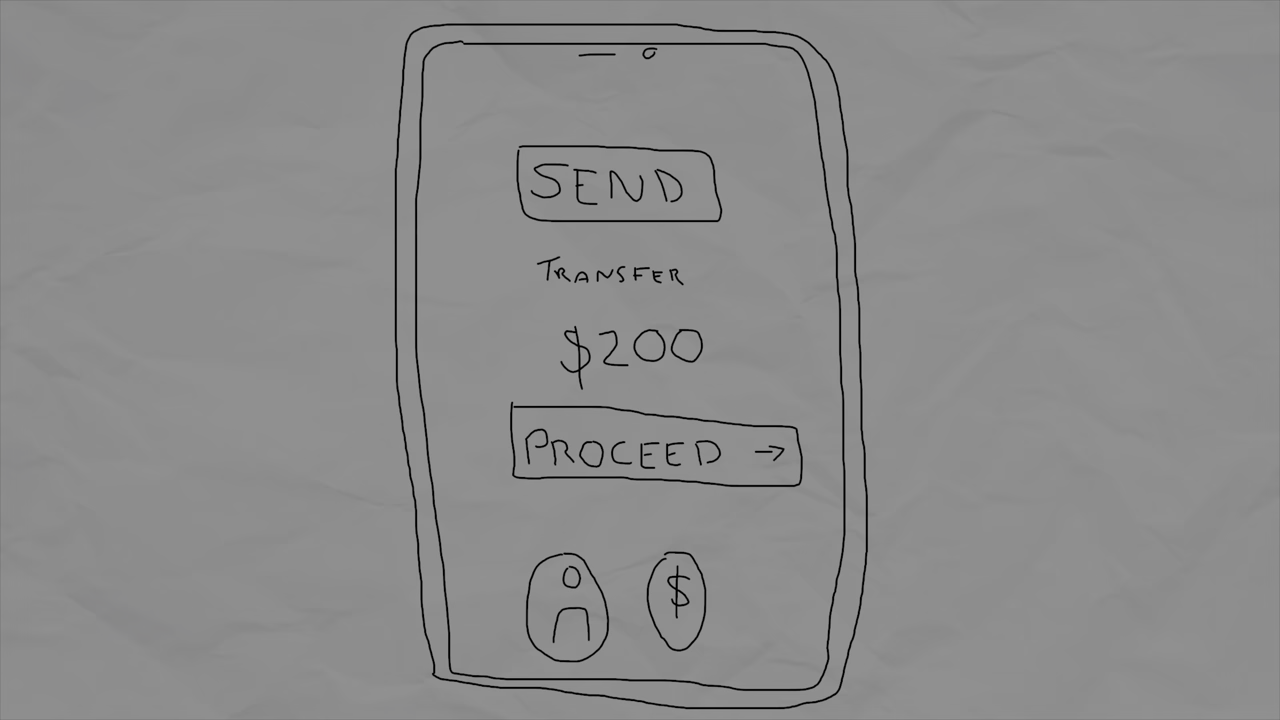 SEND
TRANSFER
$200
PROCEED →
$